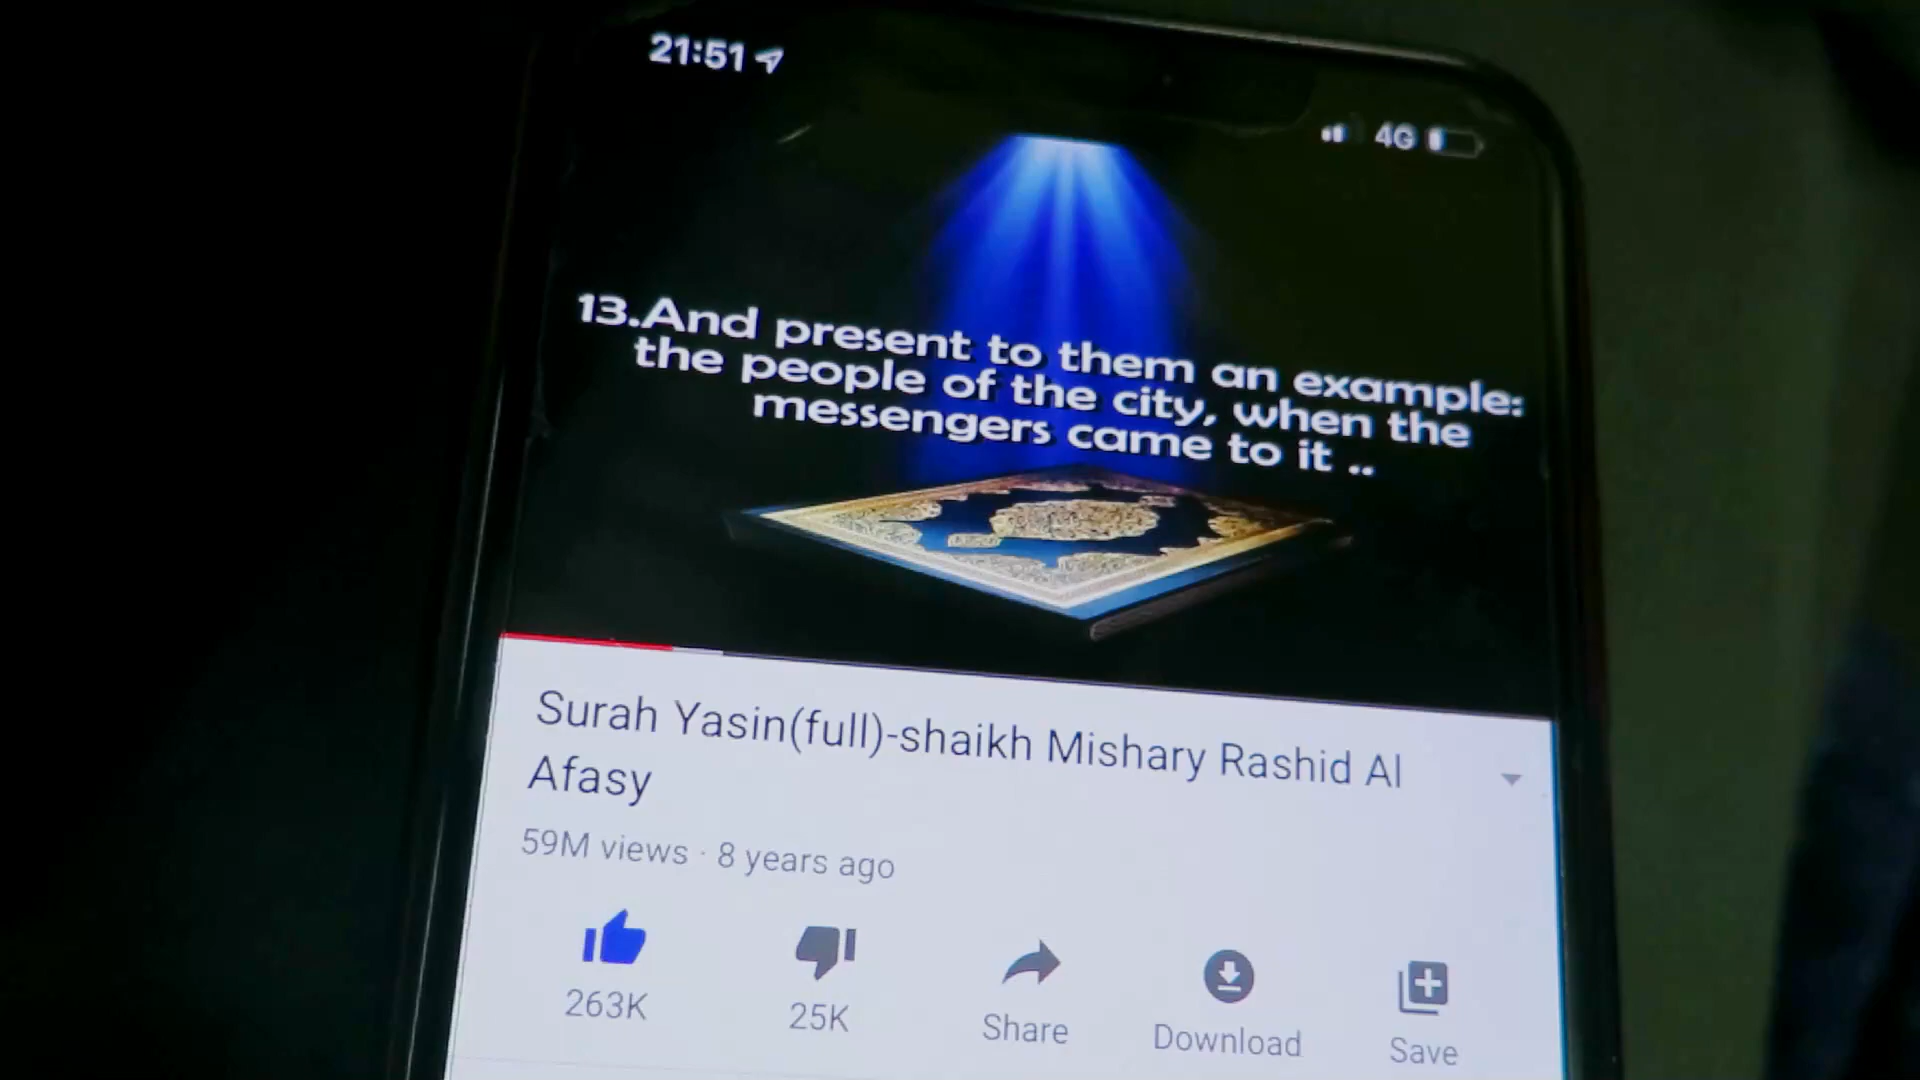 21:51
4G
13.And present to them an example:
the people of the city, when the
messengers came to it ..
Surah Yasin(full)-shaikh Mishary Rashid Al
Afasy
59M views · 8 years ago
263K
25K
Share
Download
Save